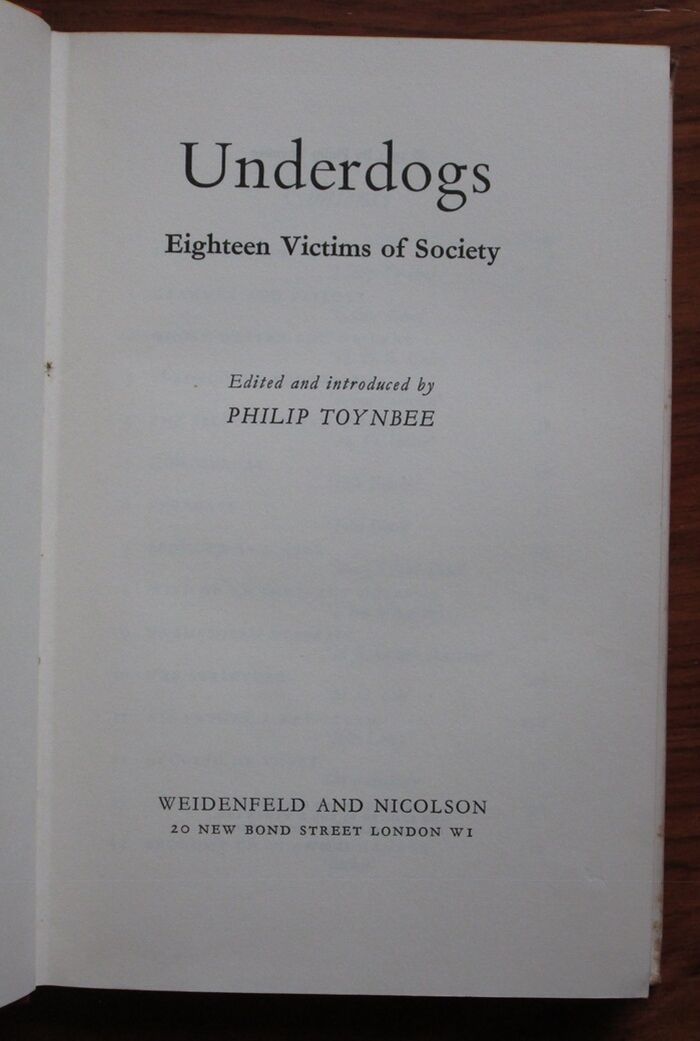 Underdogs
Eighteen Victims of Society
Edited and introduced by
PHILIP TOYNBEE
WEIDENFELD AND NICOLSON
20 NEW BOND STREET LONDON W1